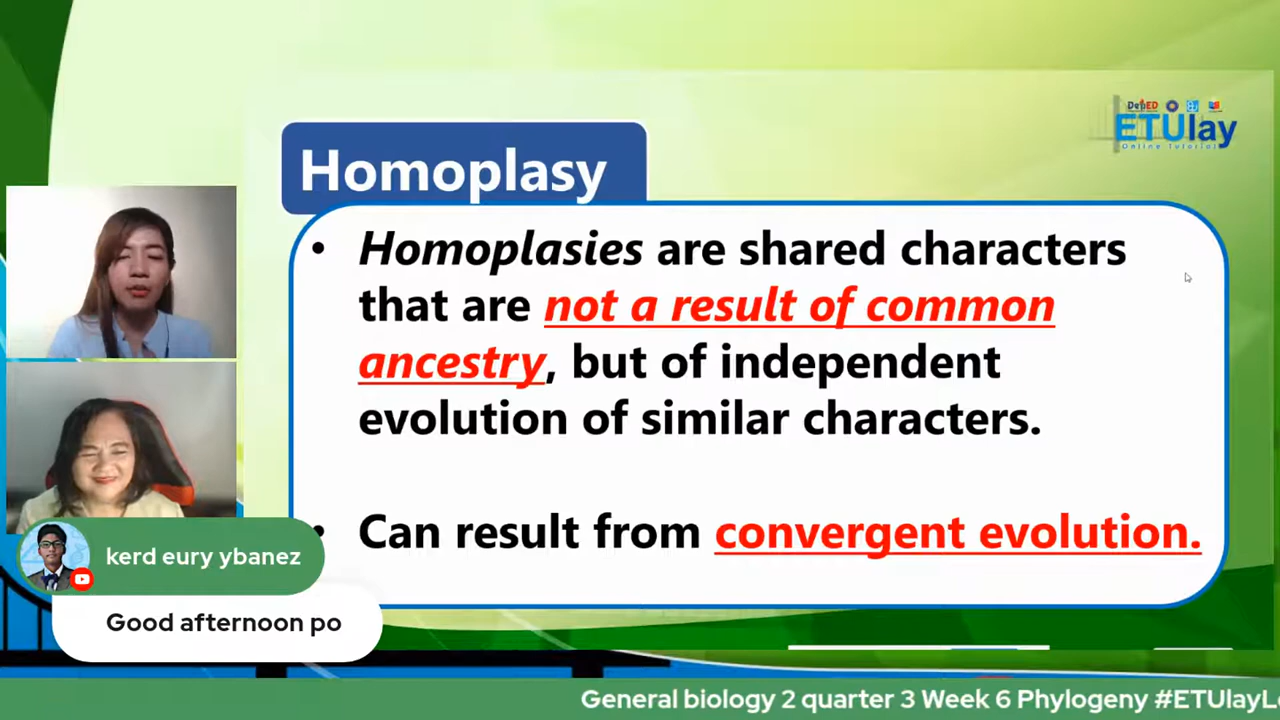 DepED
ETUlay
Online Tutorial
Homoplasy
• Homoplasies are shared characters
that are not a result of common
ancestry, but of independent
evolution of similar characters.
• Can result from convergent evolution.
kerd eury ybanez
Good afternoon po
General biology 2 quarter 3 Week 6 Phylogeny #ETUlayL